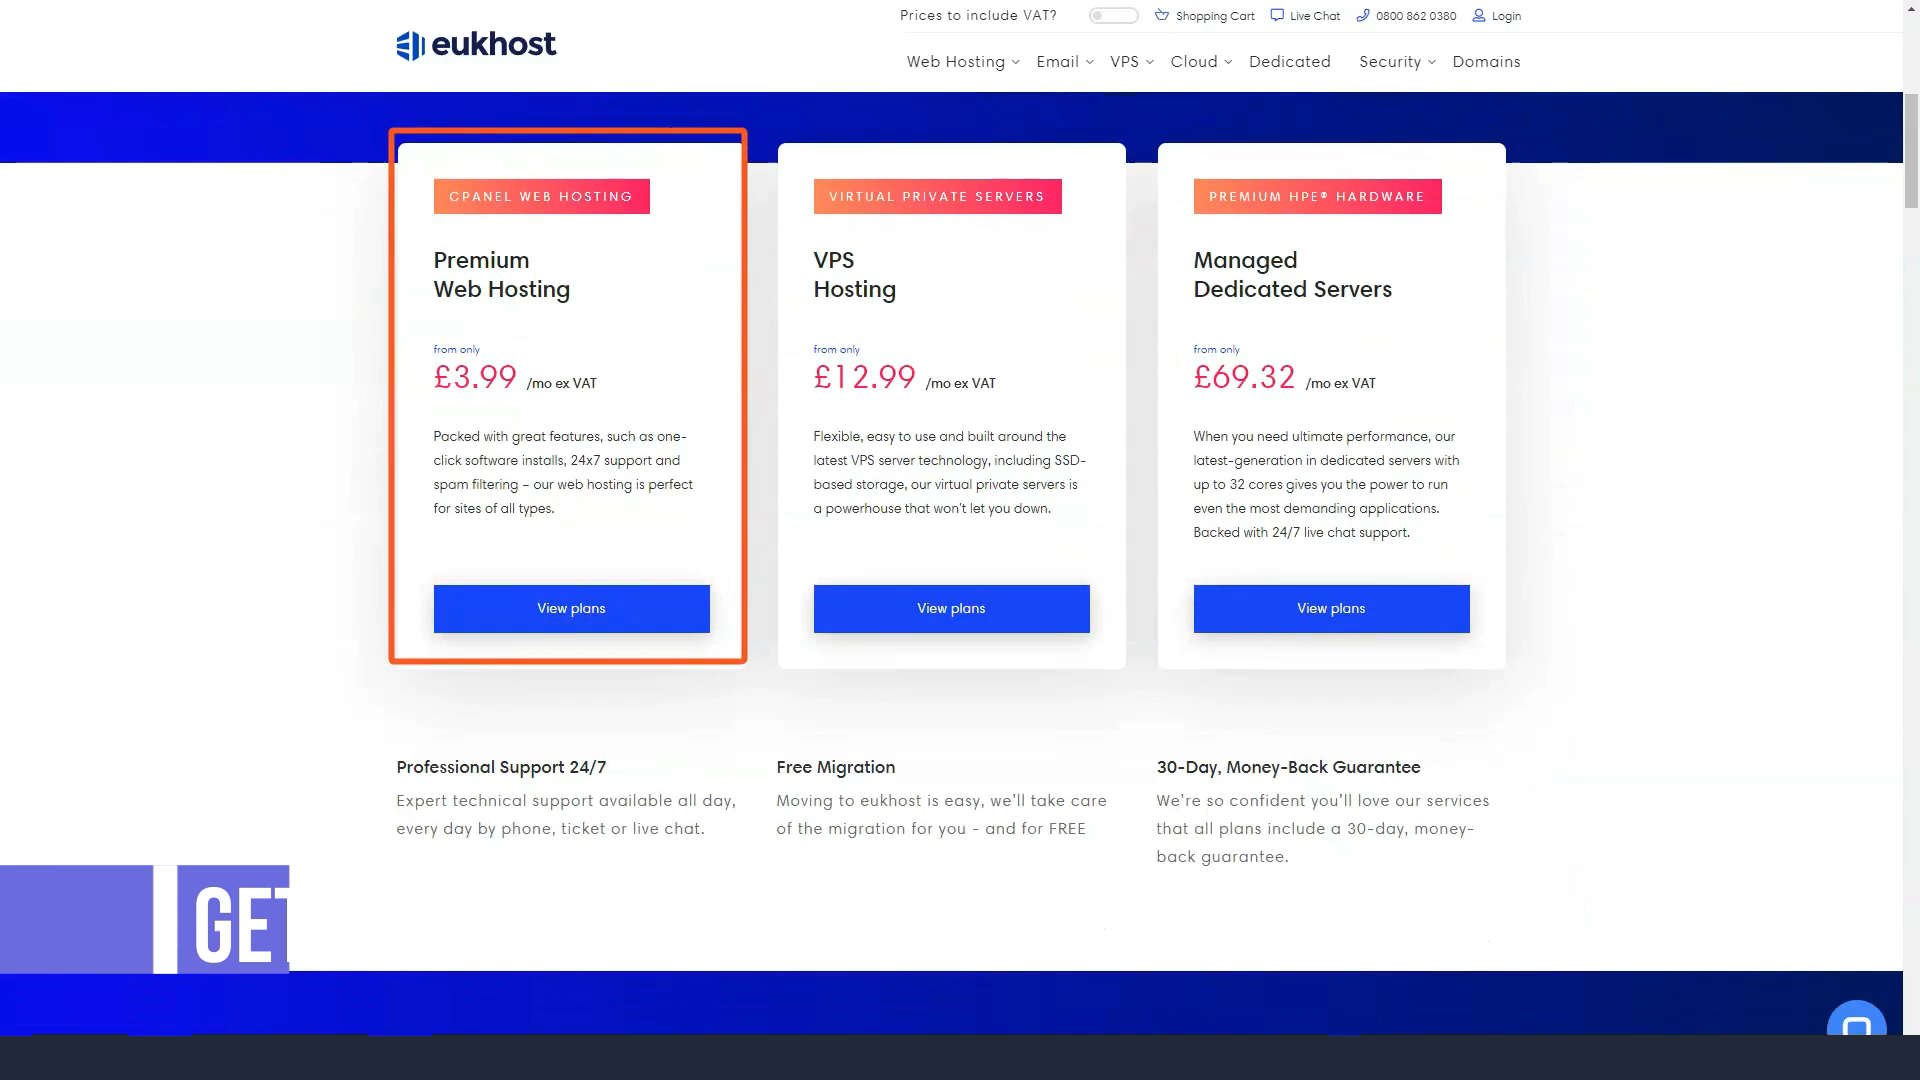 Prices to include VAT?
Shopping Cart
Live Chat
0800 862 0380
Login
eukhost
Web Hosting
Email
VPS
Cloud
Dedicated
Security
Domains
CPANEL WEB HOSTING
Premium
Web Hosting
from only
£3.99 /mo ex VAT
Packed with great features, such as one-
click software installs, 24x7 support and
spam filtering – our web hosting is perfect
for sites of all types.
View plans
VIRTUAL PRIVATE SERVERS
VPS
Hosting
from only
£12.99 /mo ex VAT
Flexible, easy to use and built around the
latest VPS server technology, including SSD-
based storage, our virtual private servers is
a powerhouse that won't let you down.
View plans
PREMIUM HPE® HARDWARE
Managed
Dedicated Servers
from only
£69.32 /mo ex VAT
When you need ultimate performance, our
latest-generation in dedicated servers with
up to 32 cores gives you the power to run
even the most demanding applications.
Backed with 24/7 live chat support.
View plans
Professional Support 24/7
Expert technical support available all day,
every day by phone, ticket or live chat.
Free Migration
Moving to eukhost is easy, we'll take care
of the migration for you - and for FREE
30-Day, Money-Back Guarantee
We're so confident you'll love our services
that all plans include a 30-day, money-
back guarantee.
GET